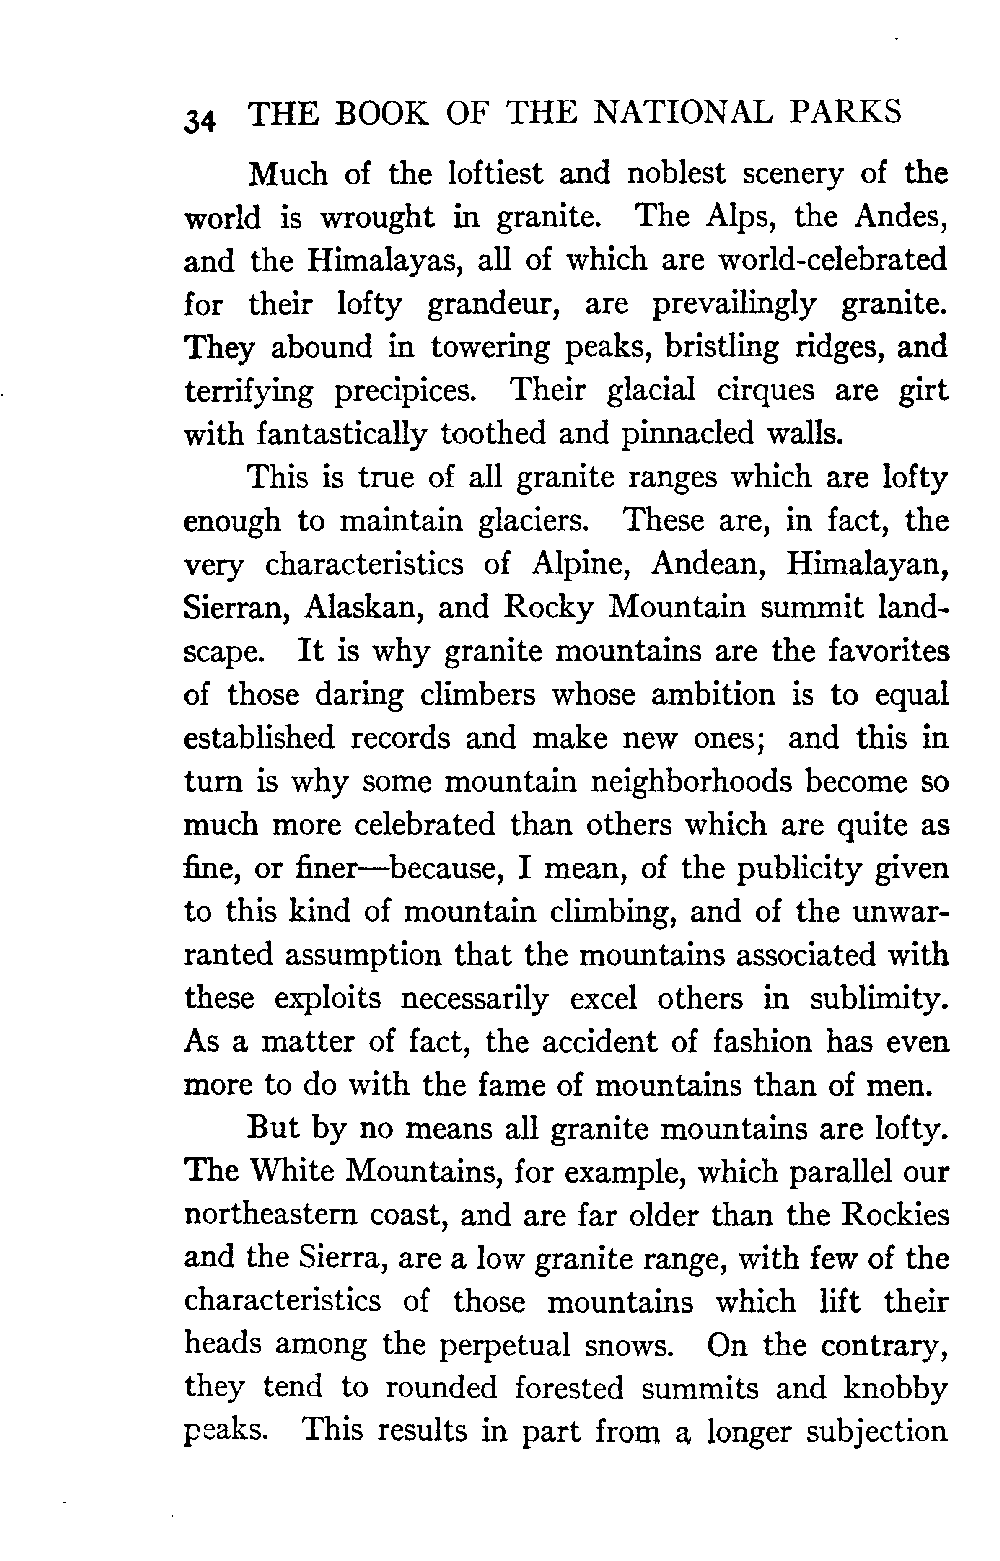 34 THE BOOK OF THE NATIONAL PARKS
Much of the loftiest and noblest scenery of the
world is wrought in granite. The Alps, the Andes,
and the Himalayas, all of which are world-celebrated
for their lofty grandeur, are prevailingly granite.
They abound in towering peaks, bristling ridges, and
terrifying precipices. Their glacial cirques are girt
with fantastically toothed and pinnacled walls.
This is true of all granite ranges which are lofty
enough to maintain glaciers. These are, in fact, the
very characteristics of Alpine, Andean, Himalayan,
Sierran, Alaskan, and Rocky Mountain summit land-
scape. It is why granite mountains are the favorites
of those daring climbers whose ambition is to equal
established records and make new ones; and this in
turn is why some mountain neighborhoods become so
much more celebrated than others which are quite as
fine, or finer—because, I mean, of the publicity given
to this kind of mountain climbing, and of the unwar-
ranted assumption that the mountains associated with
these exploits necessarily excel others in sublimity.
As a matter of fact, the accident of fashion has even
more to do with the fame of mountains than of men.
But by no means all granite mountains are lofty.
The White Mountains, for example, which parallel our
northeastern coast, and are far older than the Rockies
and the Sierra, are a low granite range, with few of the
characteristics of those mountains which lift their
heads among the perpetual snows. On the contrary,
they tend to rounded forested summits and knobby
peaks. This results in part from a longer subjection